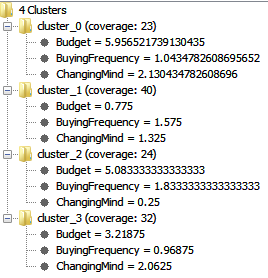 4 Clusters
cluster_0 (coverage: 23)
Budget = 5.956521739130435
BuyingFrequency = 1.0434782608695652
ChangingMind = 2.130434782608696
cluster_1 (coverage: 40)
Budget = 0.775
BuyingFrequency = 1.575
ChangingMind = 1.325
cluster_2 (coverage: 24)
Budget = 5.083333333333333
BuyingFrequency = 1.8333333333333333
ChangingMind = 0.25
cluster_3 (coverage: 32)
Budget = 3.21875
BuyingFrequency = 0.96875
ChangingMind = 2.0625